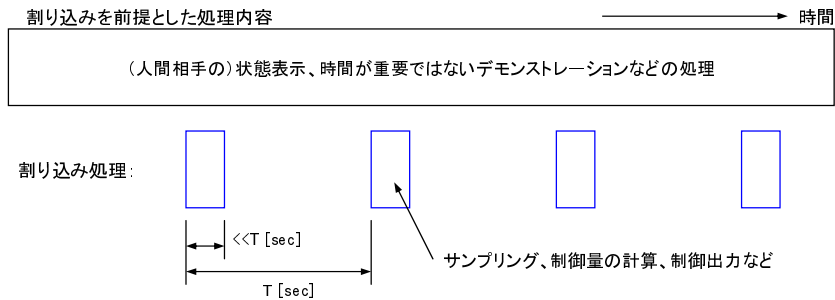 割り込みを前提とした処理内容
時間
(人間相手の)状態表示、時間が重要ではないデモンストレーションなどの処理
割り込み処理:
<<T [sec]
T [sec]
サンプリング、制御量の計算、制御出力など